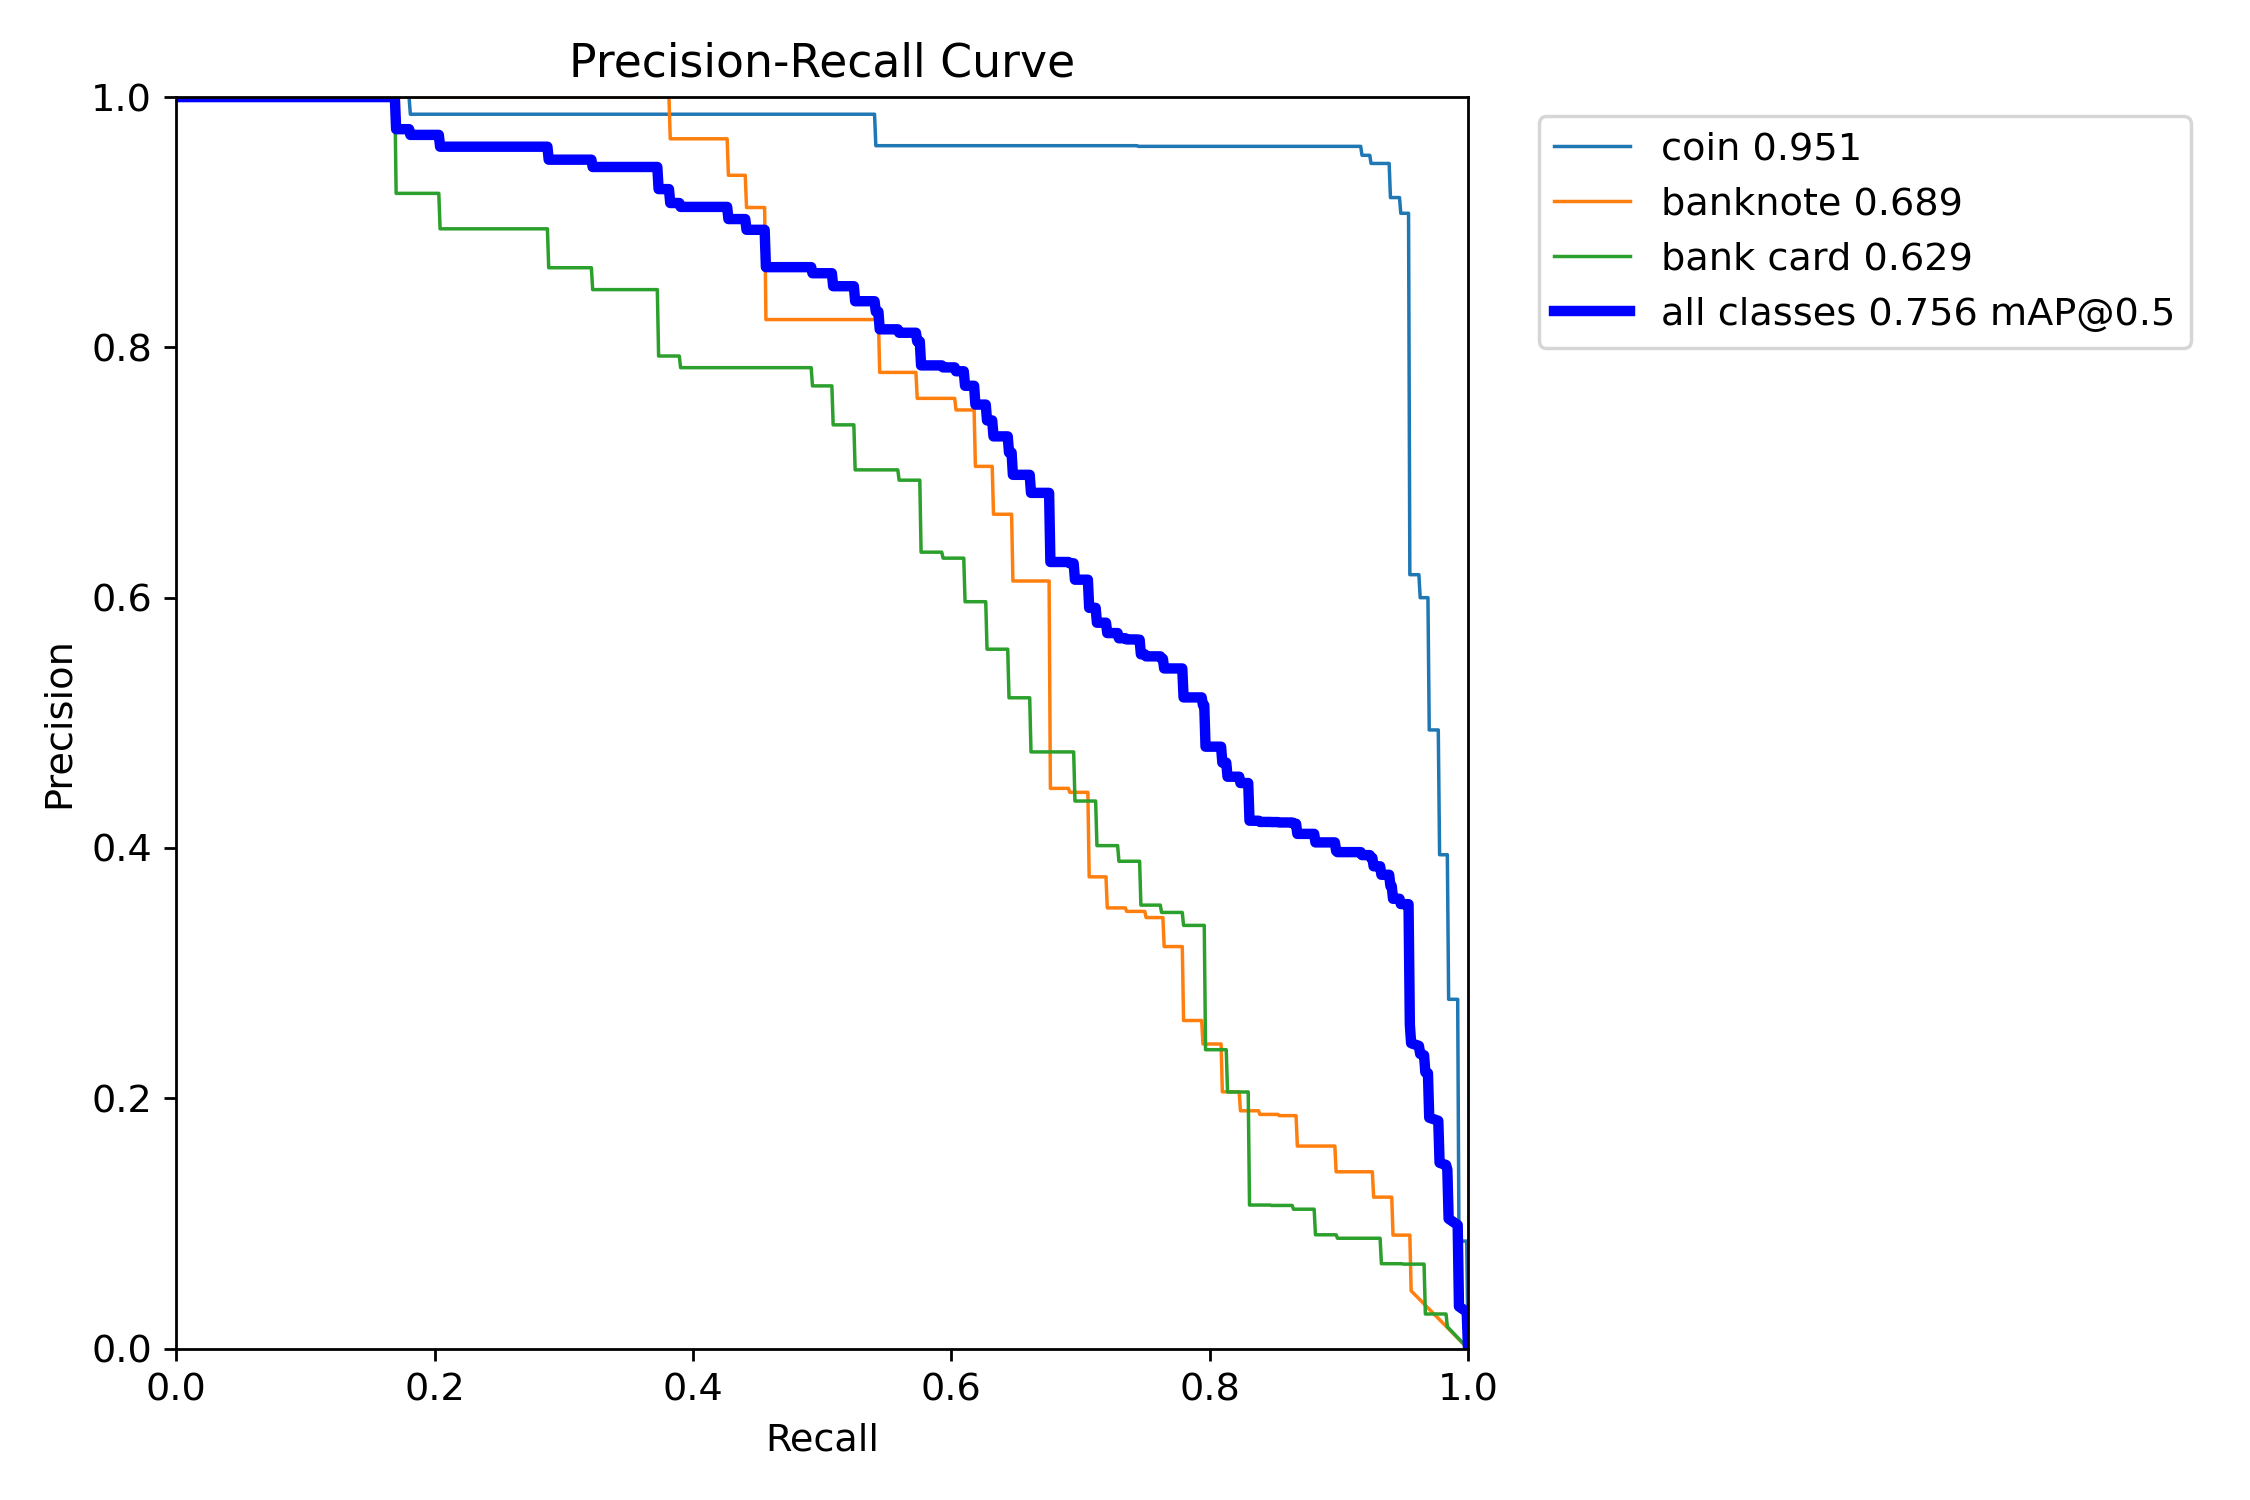 Precision-Recall Curve
1.0
0.8
0.6
0.4
0.2
0.0
Precision
0.0 0.2 0.4 0.6 0.8 1.0
Recall
coin 0.951
banknote 0.689
bank card 0.629
all classes 0.756 mAP@0.5